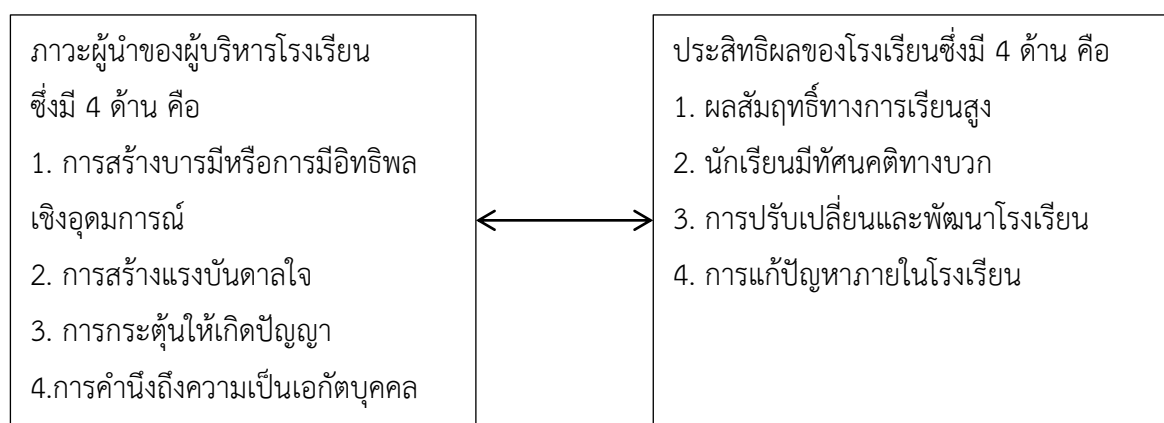 ภาวะผู้นำของผู้บริหารโรงเรียน
ซึ่งมี 4 ด้าน คือ
1. การสร้างบารมีหรือการมีอิทธิพล
เชิงอุดมการณ์
2. การสร้างแรงบันดาลใจ
3. การกระตุ้นให้เกิดปัญญา
4.การคำนึงถึงความเป็นเอกัตบุคคล
ประสิทธิผลของโรงเรียนซึ่งมี 4 ด้าน คือ
1. ผลสัมฤทธิ์ทางการเรียนสูง
2. นักเรียนมีทัศนคติทางบวก
3. การปรับเปลี่ยนและพัฒนาโรงเรียน
4. การแก้ปัญหาภายในโรงเรียน